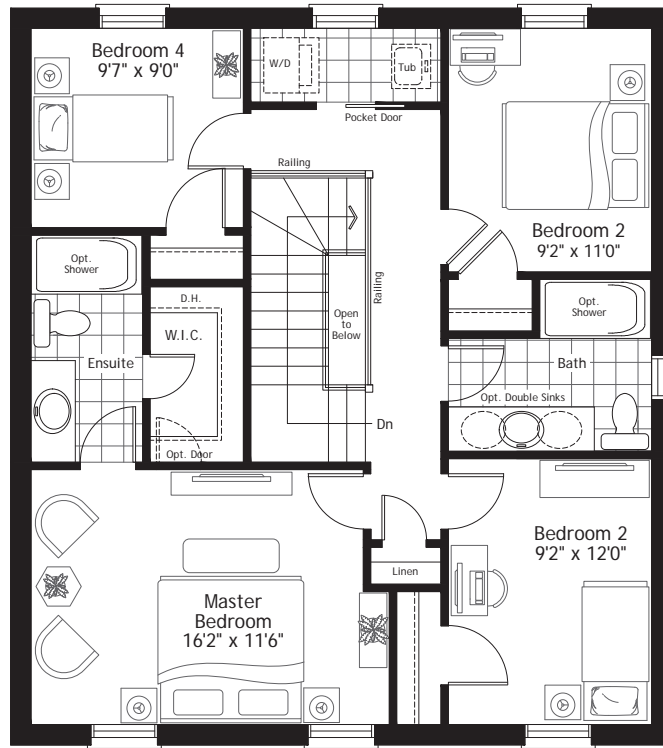 Bedroom 4
9'7" x 9'0"
W/D
Tub
Pocket Door
Railing
Bedroom 2
9'2" x 11'0"
Opt.
Shower
D.H.
W.I.C.
Ensuite
Opt. Door
Railing
Open
to
Below
Dn
Opt.
Shower
Bath
Opt. Double Sinks
Bedroom 2
9'2" x 12'0"
Linen
Master
Bedroom
16'2" x 11'6"